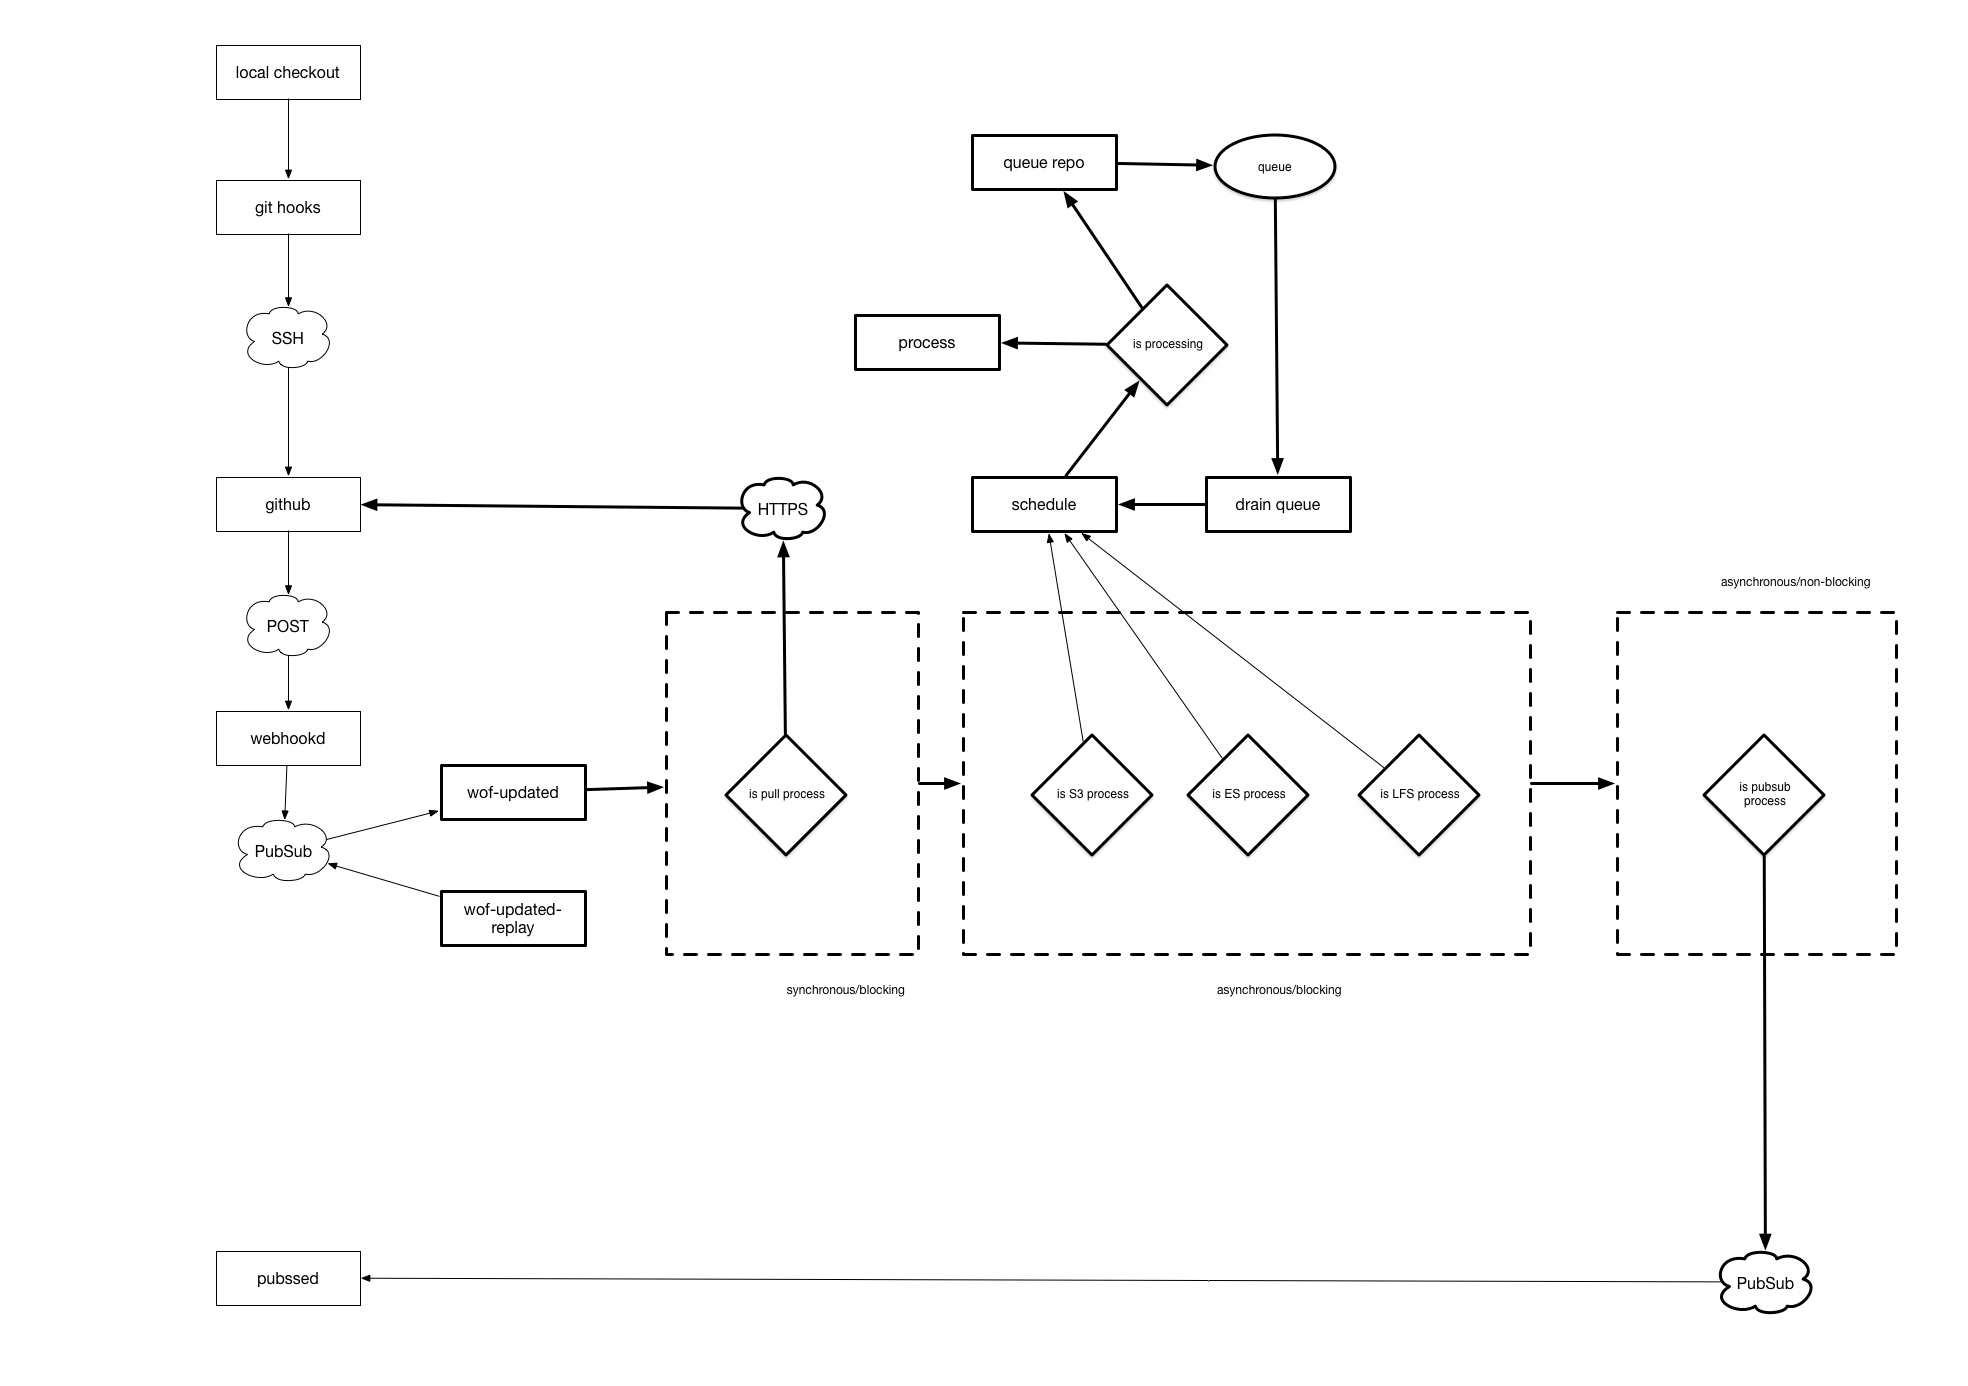 local checkout
git hooks
SSH
github
POST
webhookd
PubSub
wof-updated
wof-updated-
replay
HTTPS
is pull process
synchronous/blocking
queue repo
queue
is processing
process
schedule
drain queue
is S3 process
is ES process
is LFS process
asynchronous/blocking
asynchronous/non-blocking
is pubsub
process
PubSub
pubssed